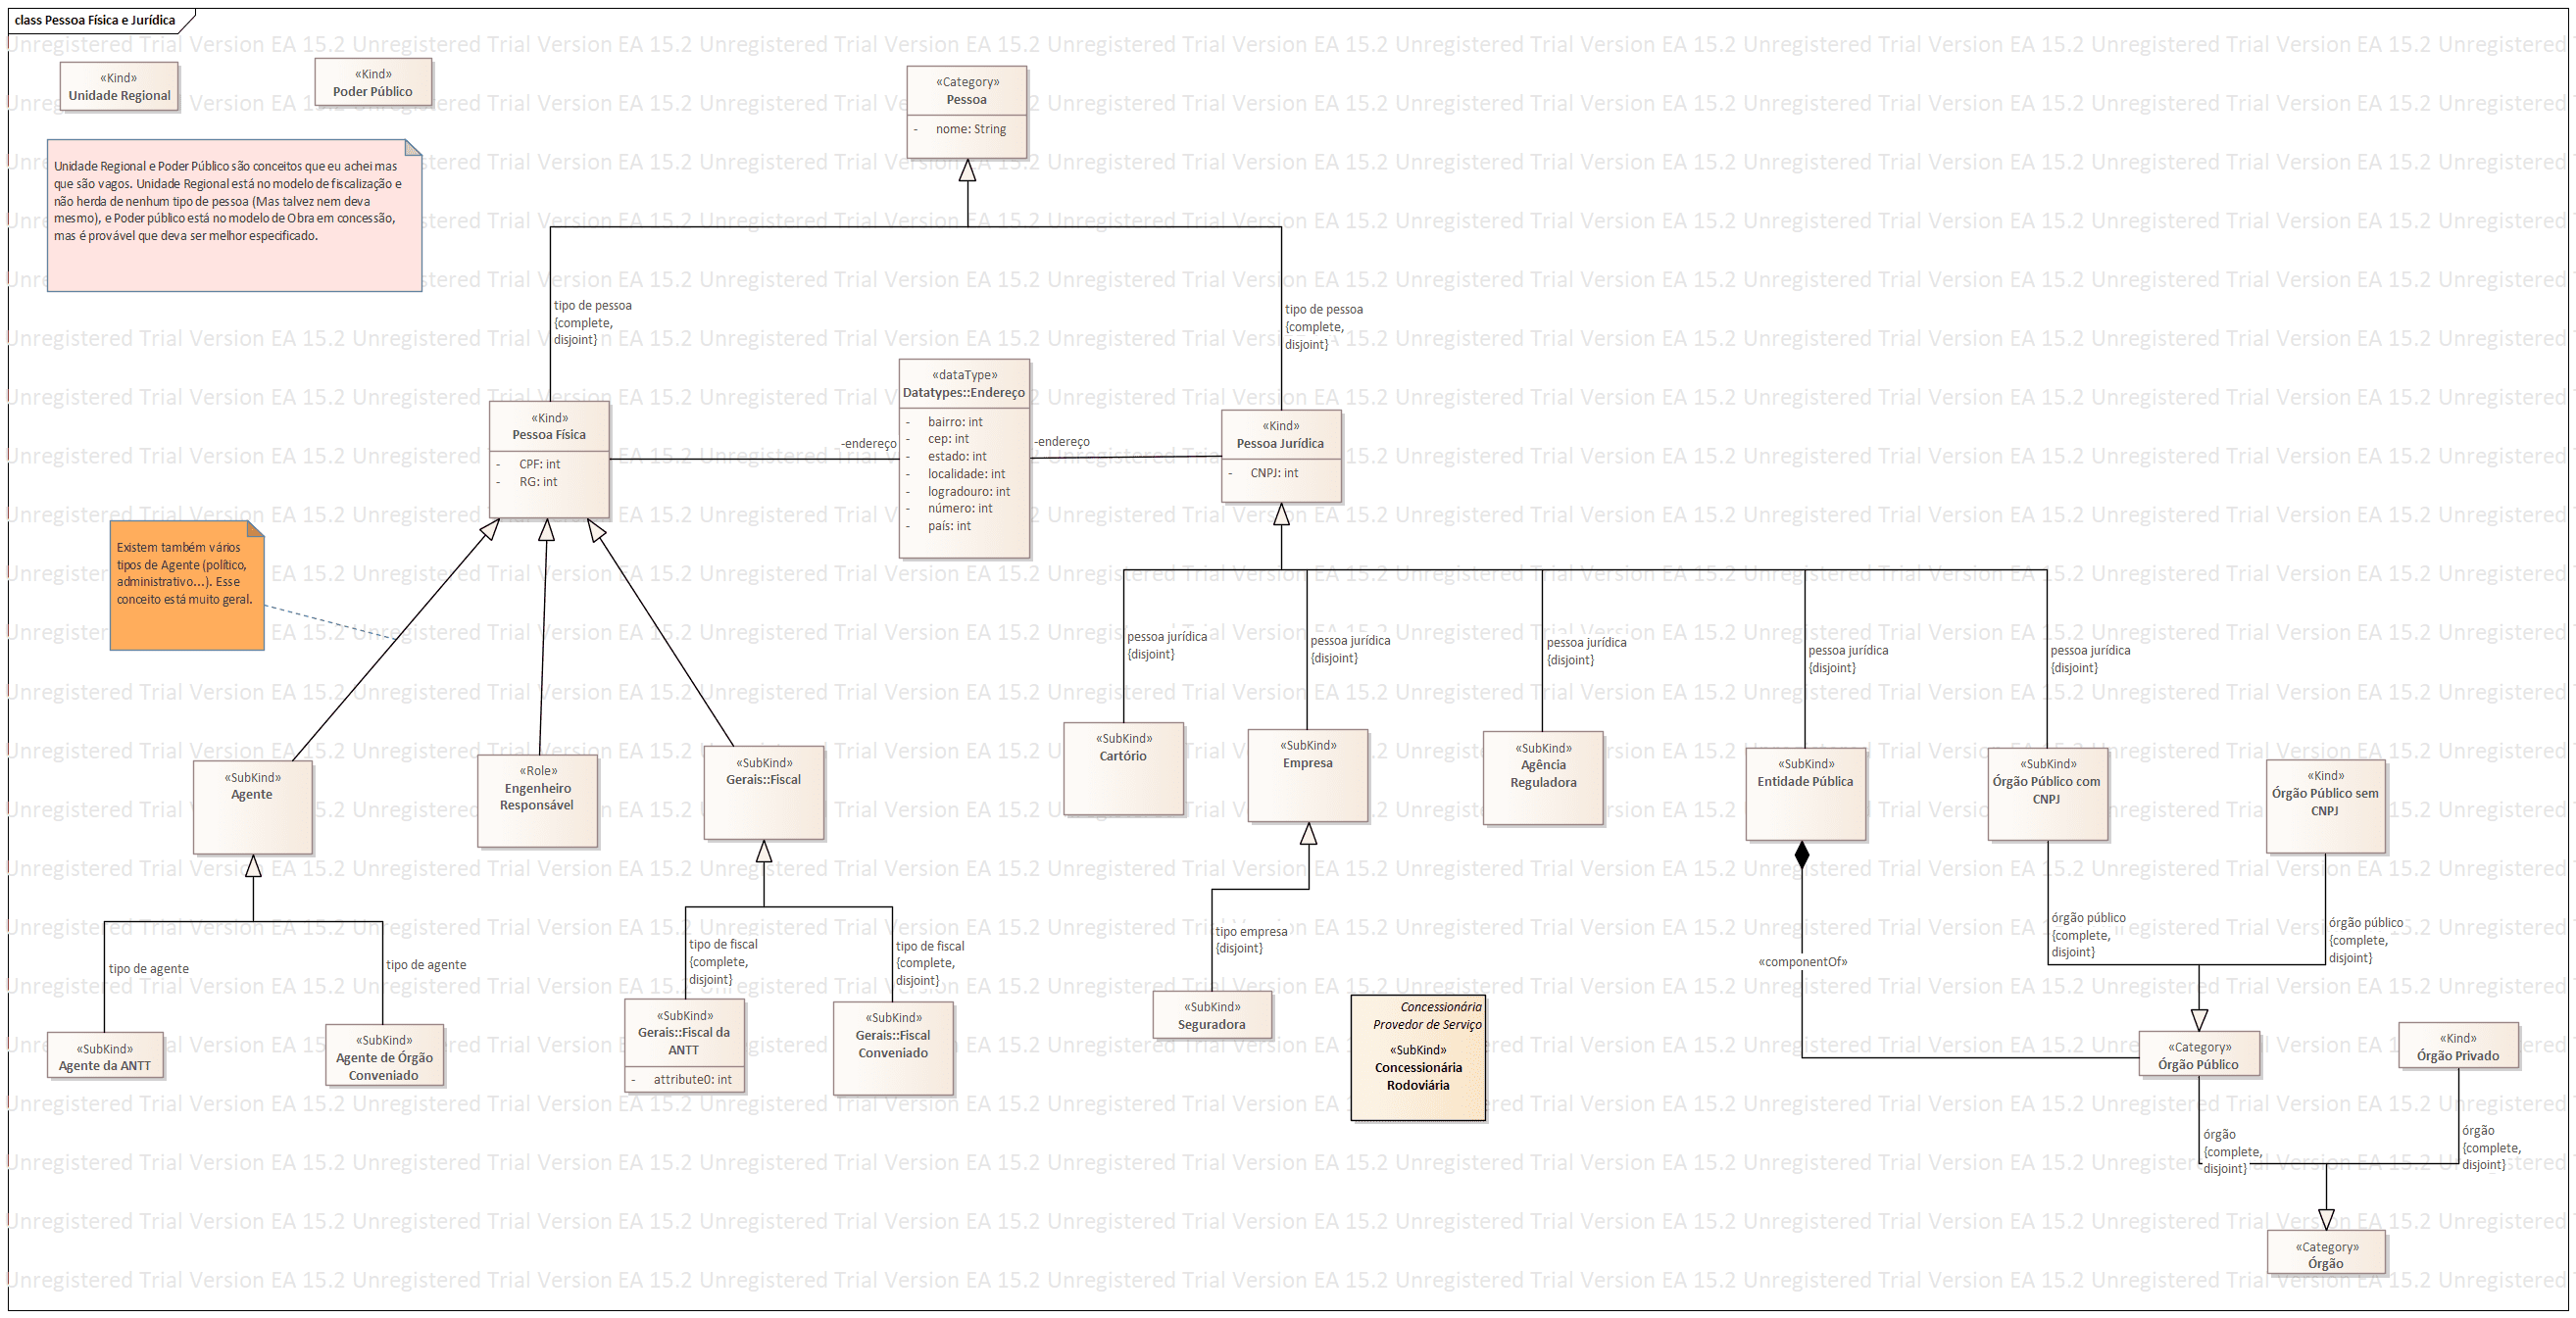 class Pessoa Física e Jurídica
Unregistered Trial Version EA 15.2
«Kind»
Unidade Regional
«Kind»
Poder Público
«Category»
Pessoa
- nome: String
Unidade Regional e Poder Público são conceitos que eu achei mas
que são vagos. Unidade Regional está no modelo de fiscalização e
não herda de nenhum tipo de pessoa (Mas talvez nem deva
mesmo), e Poder público está no modelo de Obra em concessão,
mas é provável que deva ser melhor especificado.
tipo de pessoa
{complete,
disjoint}
tipo de pessoa
{complete,
disjoint}
«Kind»
Pessoa Física
- CPF: int
- RG: int
-endereço
«dataType»
Datatypes::Endereço
- bairro: int
- cep: int
- estado: int
- localidade: int
- logradouro: int
- número: int
- país: int
-endereço
«Kind»
Pessoa Jurídica
- CNPJ: int
Existem também vários
tipos de Agente (político,
administrativo...). Esse
conceito está muito geral.
pessoa jurídica
{disjoint}
pessoa jurídica
{disjoint}
pessoa jurídica
{disjoint}
pessoa jurídica
{disjoint}
pessoa jurídica
{disjoint}
«SubKind»
Agente
«Role»
Engenheiro
Responsável
«SubKind»
Gerais::Fiscal
«SubKind»
Cartório
«SubKind»
Empresa
«SubKind»
Agência
Reguladora
«SubKind»
Entidade Pública
«SubKind»
Órgão Público com
CNPJ
«Kind»
Órgão Público sem
CNPJ
tipo de agente
tipo de agente
tipo de fiscal
{complete,
disjoint}
tipo de fiscal
{complete,
disjoint}
tipo empresa
{disjoint}
«componentOf»
órgão público
{complete,
disjoint}
órgão público
{complete,
disjoint}
«SubKind»
Agente da ANTT
«SubKind»
Agente de Órgão
Conveniado
«SubKind»
Gerais::Fiscal da
ANTT
- attribute0: int
«SubKind»
Gerais::Fiscal
Conveniado
«SubKind»
Seguradora
Concessionária
Provedor de Serviço
«SubKind»
Concessionária
Rodoviária
«Category»
Órgão Público
«Kind»
Órgão Privado
órgão
{complete,
disjoint}
órgão
{complete,
disjoint}
«Category»
Órgão